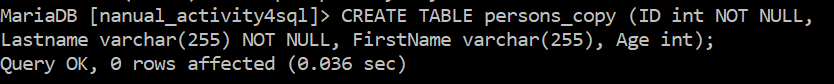 MariaDB [nanual_activity4sql]> CREATE TABLE persons_copy (ID int NOT NULL,
Lastname varchar(255) NOT NULL, FirstName varchar(255), Age int);
Query OK, 0 rows affected (0.036 sec)